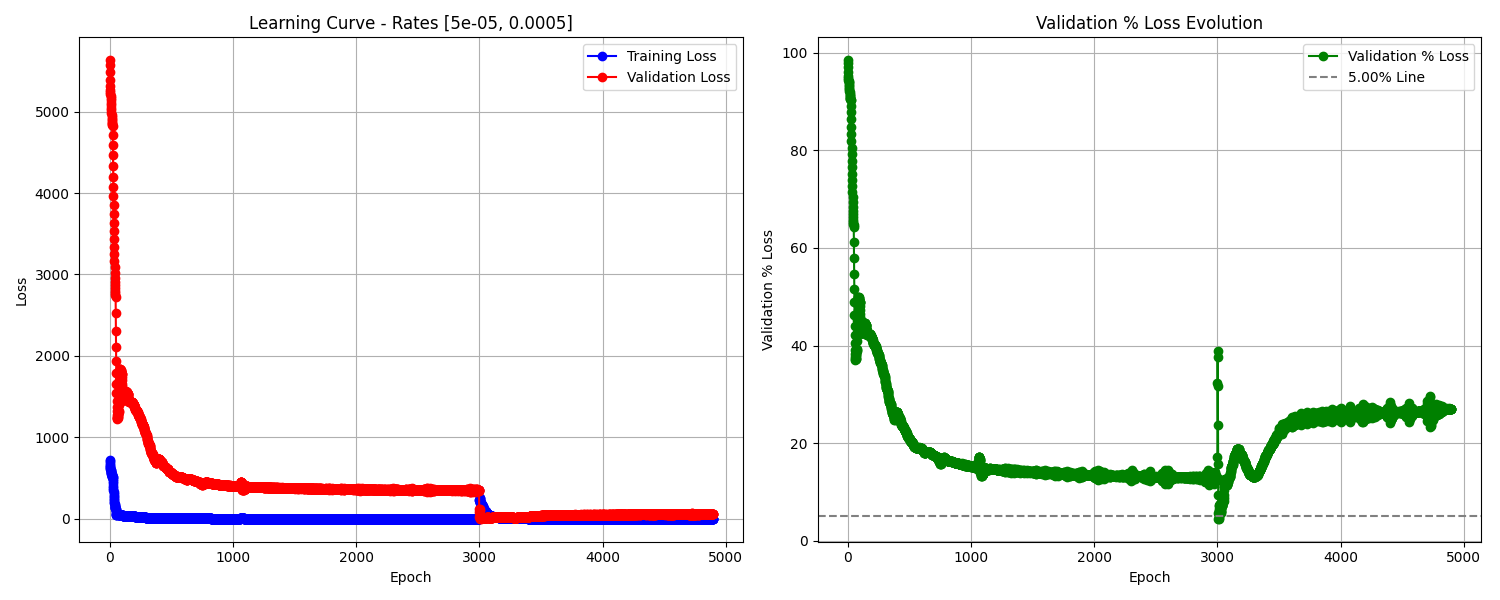 Learning Curve - Rates [5e-05, 0.0005]
Training Loss
Validation Loss
Loss
5000
4000
3000
2000
1000
0
0 1000 2000 3000 4000 5000
Epoch
Validation % Loss Evolution
Validation % Loss
5.00% Line
Validation % Loss
100
80
60
40
20
0
0 1000 2000 3000 4000 5000
Epoch